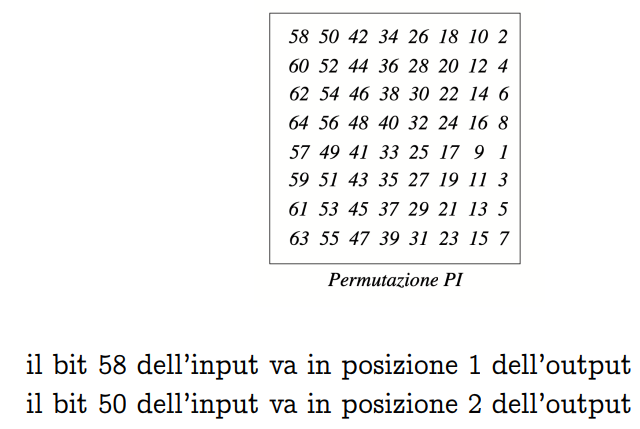 58 50 42 34 26 18 10 2
60 52 44 36 28 20 12 4
62 54 46 38 30 22 14 6
64 56 48 40 32 24 16 8
57 49 41 33 25 17 9 1
59 51 43 35 27 19 11 3
61 53 45 37 29 21 13 5
63 55 47 39 31 23 15 7
Permutazione PI
il bit 58 dell'input va in posizione 1 dell'output
il bit 50 dell'input va in posizione 2 dell'output